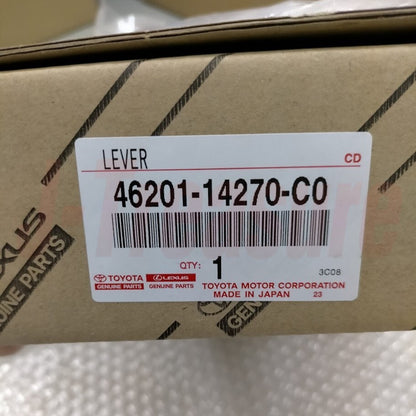 LEVER
CD
46201-14270-C0
QTY: 1
3C08
TOYOTA
GENUINE PARTS
LEXUS
GENUINE PARTS
TOYOTA MOTOR CORPORATION
MADE IN JAPAN 23
LEXUS
GENUINE PARTS